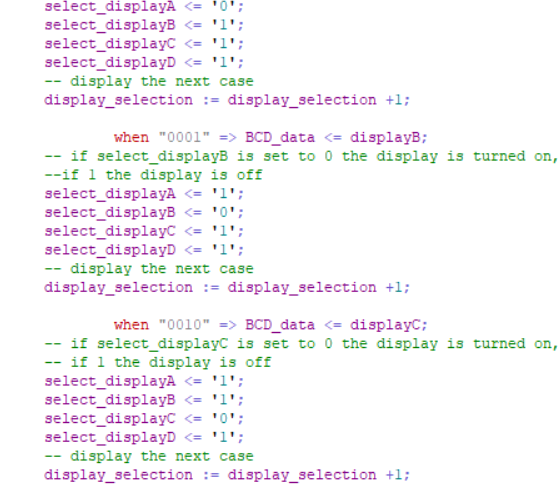 select_displayA <= '0';
select_displayB <= '1';
select_displayC <= '1';
select_displayD <= '1';
-- display the next case
display_selection := display_selection +1;
when "0001" => BCD_data <= displayB;
-- if select_displayB is set to 0 the display is turned on,
--if 1 the display is off
select_displayA <= '1';
select_displayB <= '0';
select_displayC <= '1';
select_displayD <= '1';
-- display the next case
display_selection := display_selection +1;
when "0010" => BCD_data <= displayC;
-- if select_displayC is set to 0 the display is turned on,
-- if 1 the display is off
select_displayA <= '1';
select_displayB <= '1';
select_displayC <= '0';
select_displayD <= '1';
-- display the next case
display_selection := display_selection +1;